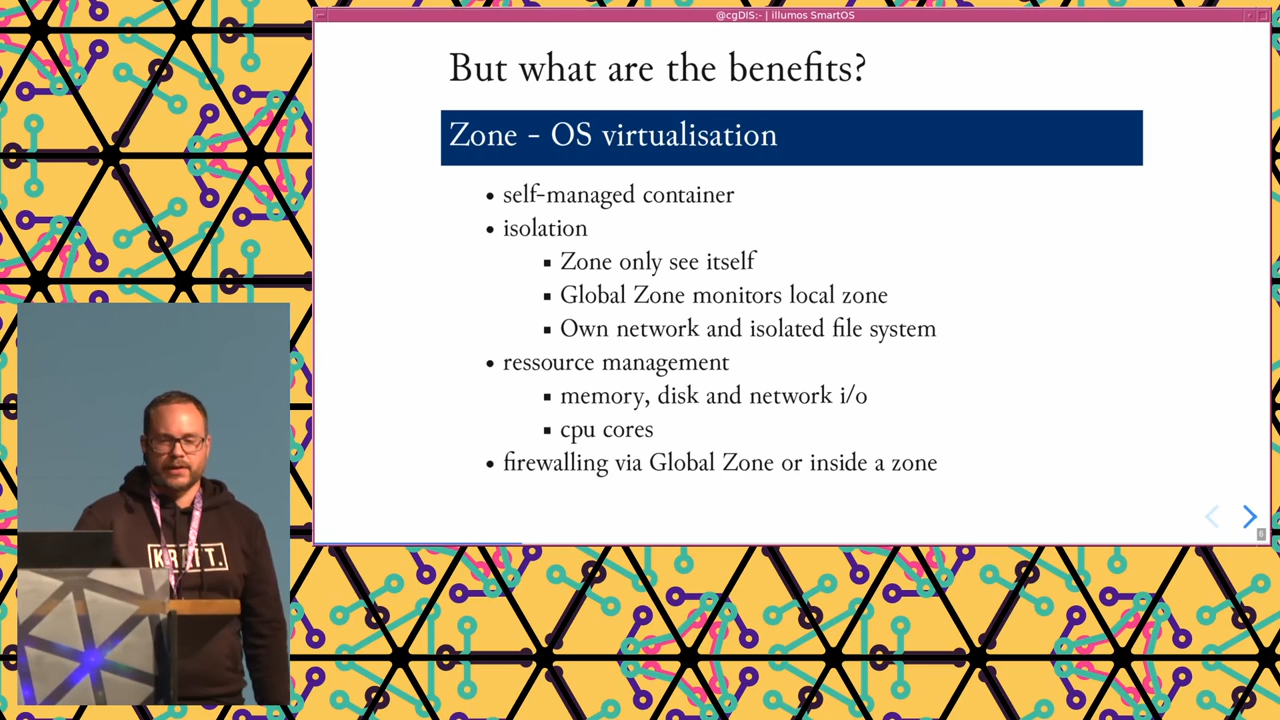 @cgDIS:~ | illumos SmartOS
But what are the benefits?
Zone - OS virtualisation
self-managed container
isolation
Zone only see itself
Global Zone monitors local zone
Own network and isolated file system
ressource management
memory, disk and network i/o
cpu cores
firewalling via Global Zone or inside a zone
6